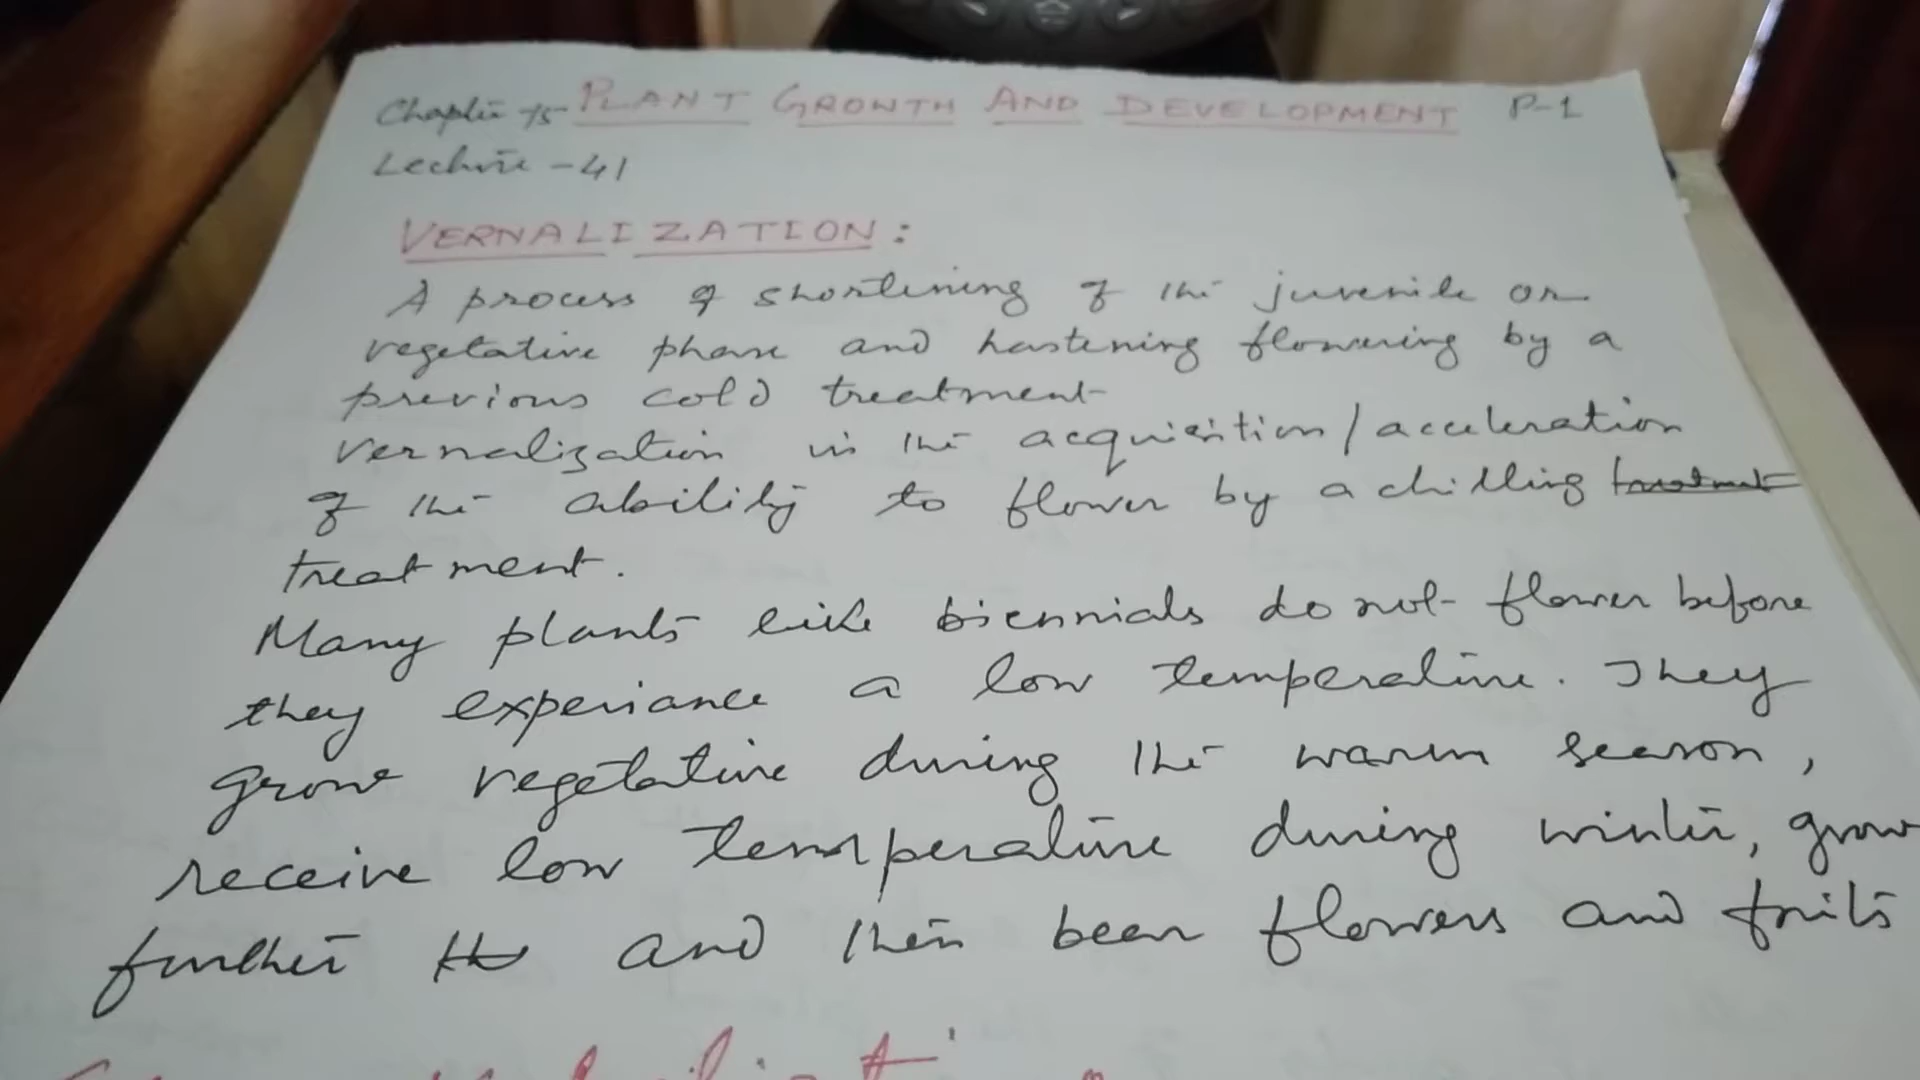 Chapter 15 PLANT GROWTH AND DEVELOPMENT P-1
Lecture - 41
VERNALIZATION:
A process of shortening of the juvenile or
vegetative phase and hastening flowering by a
previous cold treatment
vernalization is the acquisition/acceleration
of the ability to flower by a chilling treatment
treatment.
Many plants like biennials do not flower before
they experiance a low temperature. They
grow vegetative during the warm season,
receive low temperature during winter, grow
further and then bear flowers and fruits